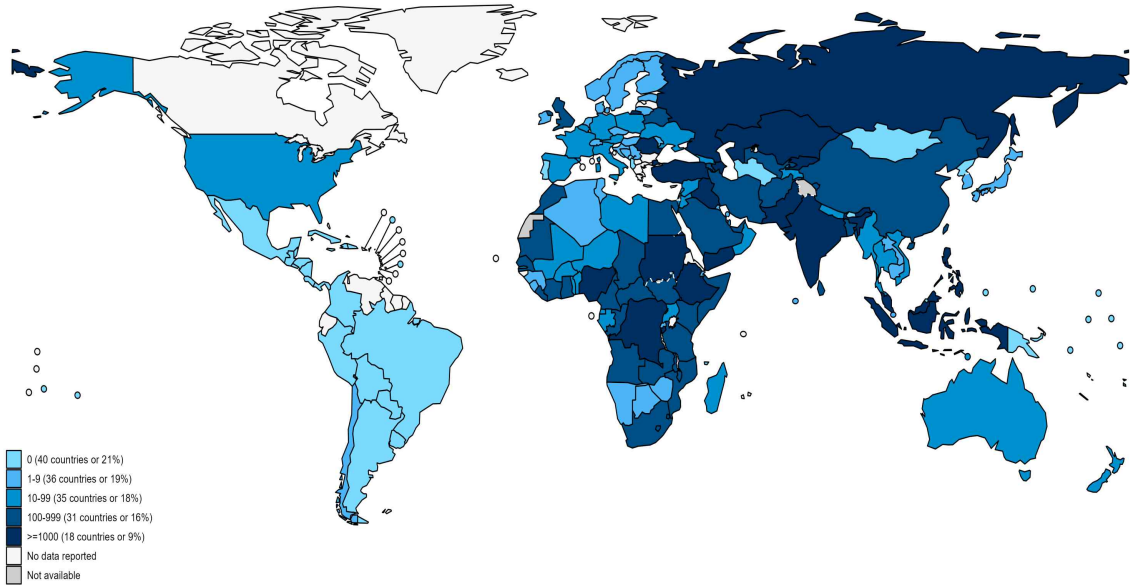 0 (40 countries or 21%)
1-9 (36 countries or 19%)
10-99 (35 countries or 18%)
100-999 (31 countries or 16%)
>=1000 (18 countries or 9%)
No data reported
Not available